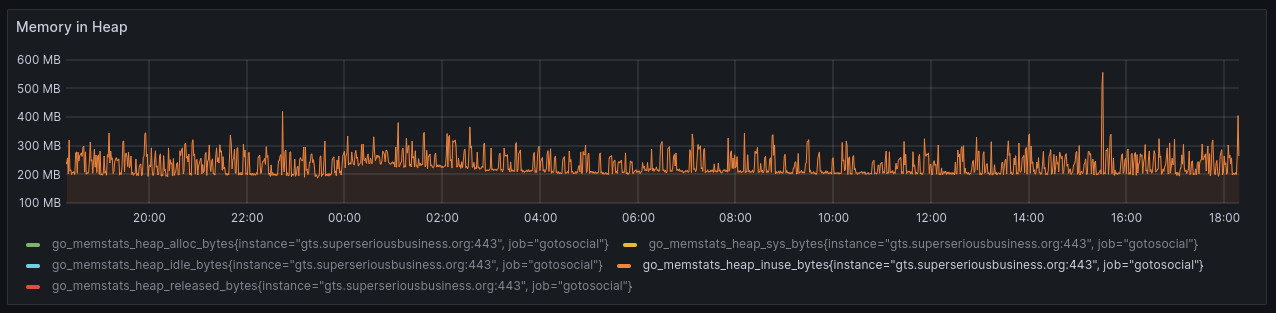 Memory in Heap
600 MB
500 MB
400 MB
300 MB
200 MB
100 MB
20:00 22:00 00:00 02:00 04:00 06:00 08:00 10:00 12:00 14:00 16:00 18:00
go_memstats_heap_alloc_bytes{instance="gts.superseriousbusiness.org:443", job="gotosocial"} go_memstats_heap_sys_bytes{instance="gts.superseriousbusiness.org:443", job="gotosocial"}
go_memstats_heap_idle_bytes{instance="gts.superseriousbusiness.org:443", job="gotosocial"} go_memstats_heap_inuse_bytes{instance="gts.superseriousbusiness.org:443", job="gotosocial"}
go_memstats_heap_released_bytes{instance="gts.superseriousbusiness.org:443", job="gotosocial"}